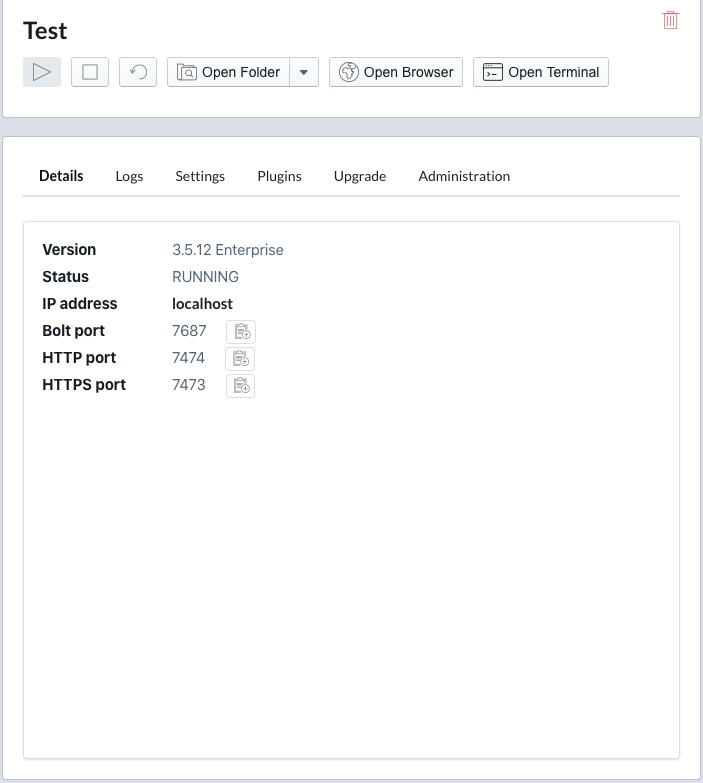 Test
Open Folder Open Browser Open Terminal
Details Logs Settings Plugins Upgrade Administration
Version 3.5.12 Enterprise
Status RUNNING
IP address localhost
Bolt port 7687
HTTP port 7474
HTTPS port 7473